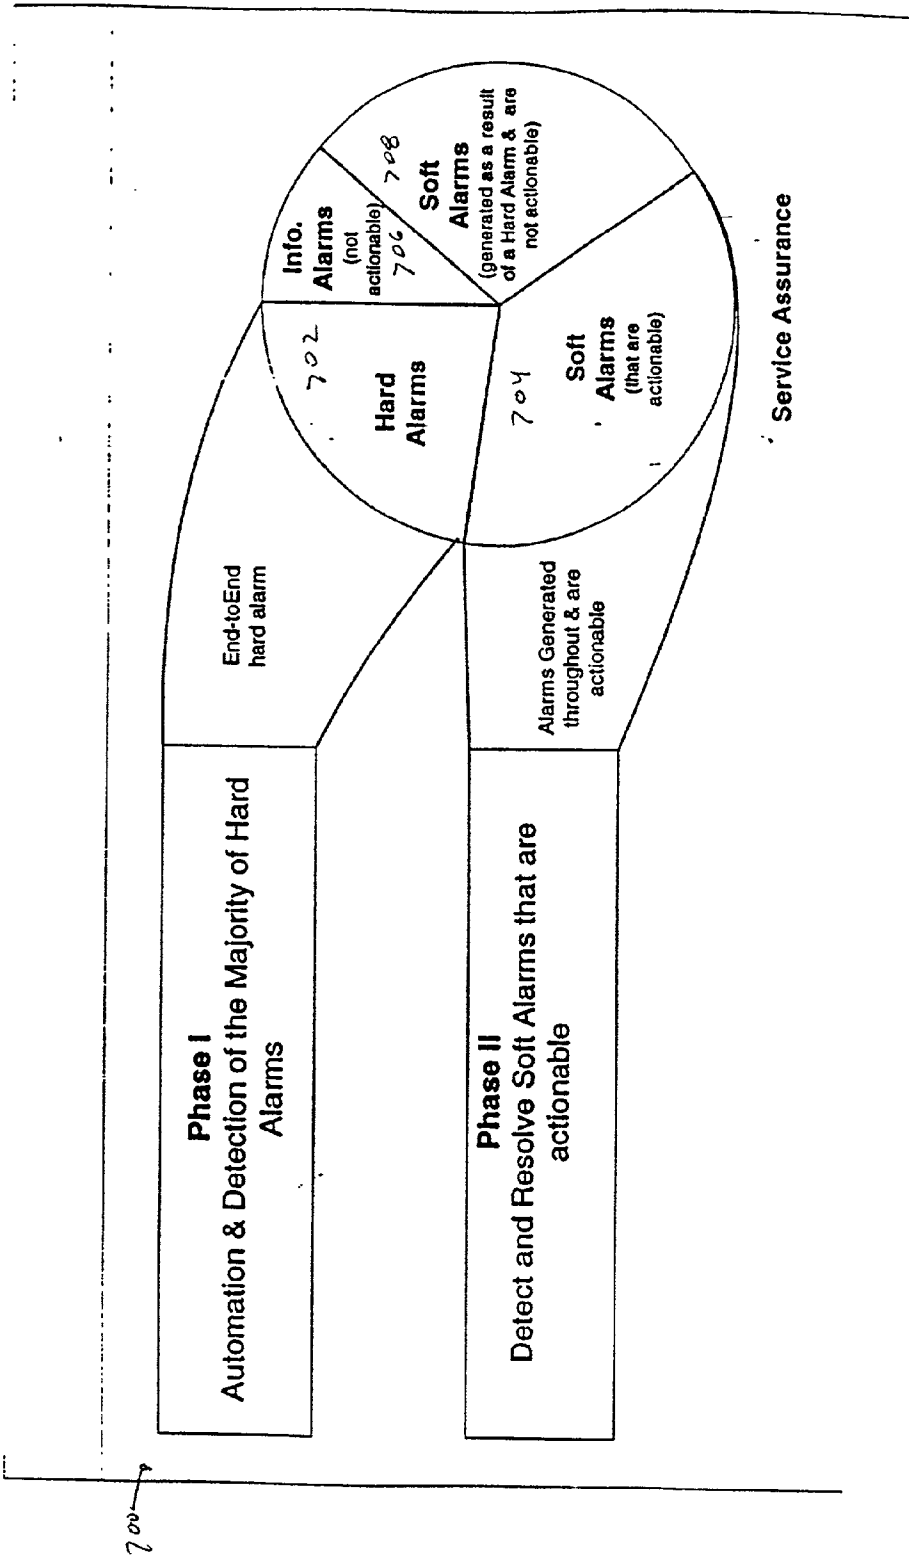 700
Phase I
Automation & Detection of the Majority of Hard
Alarms
End-toEnd
hard alarm
Phase II
Detect and Resolve Soft Alarms that are
actionable
Alarms Generated
throughout & are
actionable
702
Hard
Alarms
Info.
Alarms
(not
actionable)
706
708
Soft
Alarms
(generated as a result
of a Hard Alarm & are
not actionable)
704
Soft
Alarms
(that are
actionable)
Service Assurance